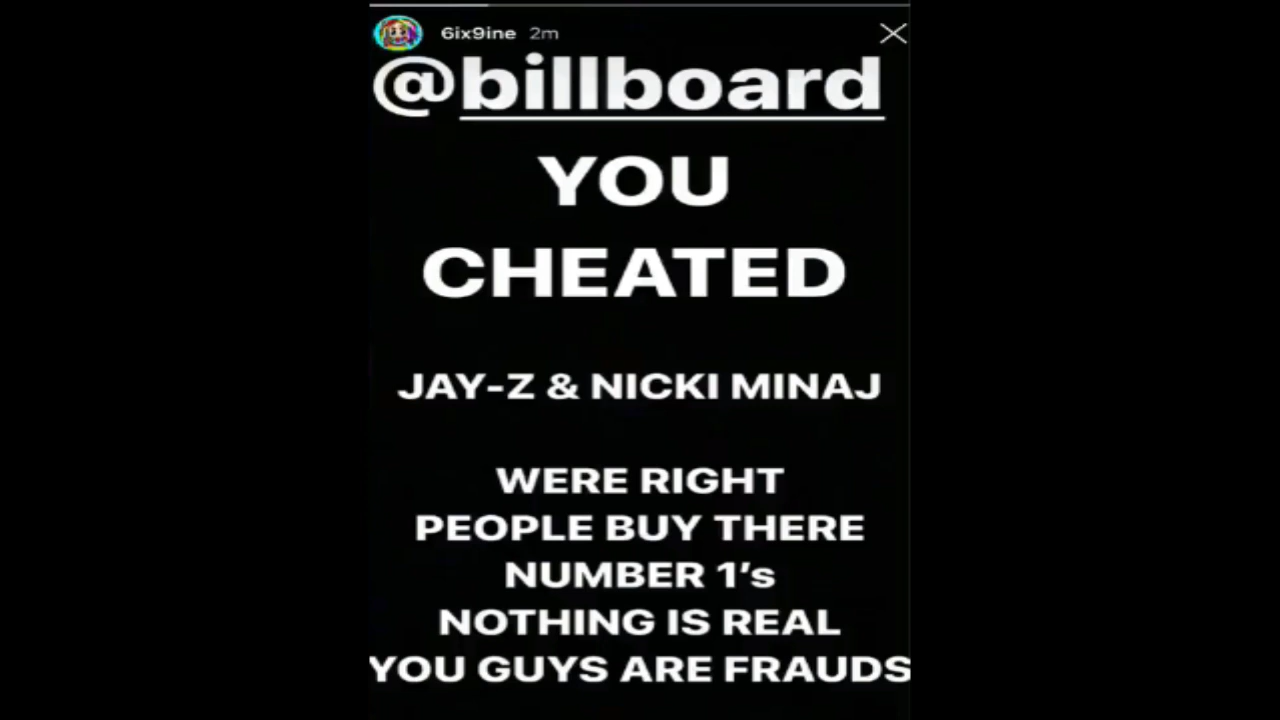 6ix9ine 2m
@billboard
YOU
CHEATED
JAY-Z & NICKI MINAJ
WERE RIGHT
PEOPLE BUY THERE
NUMBER 1’s
NOTHING IS REAL
YOU GUYS ARE FRAUDS